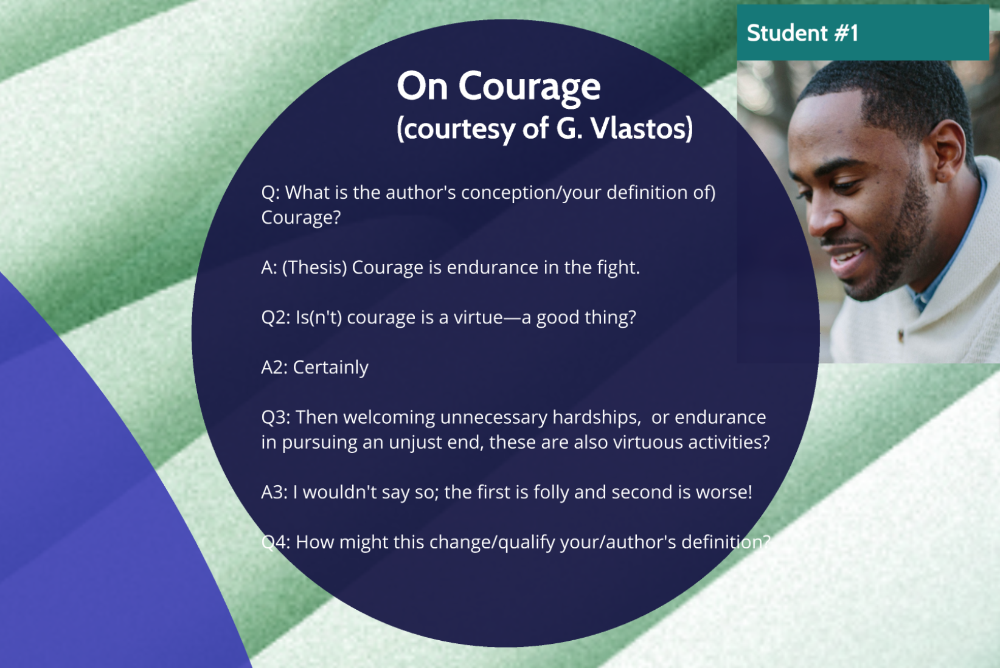 Student #1
On Courage
(courtesy of G. Vlastos)
Q: What is the author's conception/your definition of)
Courage?
A: (Thesis) Courage is endurance in the fight.
Q2: Is(n't) courage is a virtue—a good thing?
A2: Certainly
Q3: Then welcoming unnecessary hardships,  or endurance
in pursuing an unjust end, these are also virtuous activities?
A3: I wouldn't say so; the first is folly and second is worse!
Q4: How might this change/qualify your/author's definition?